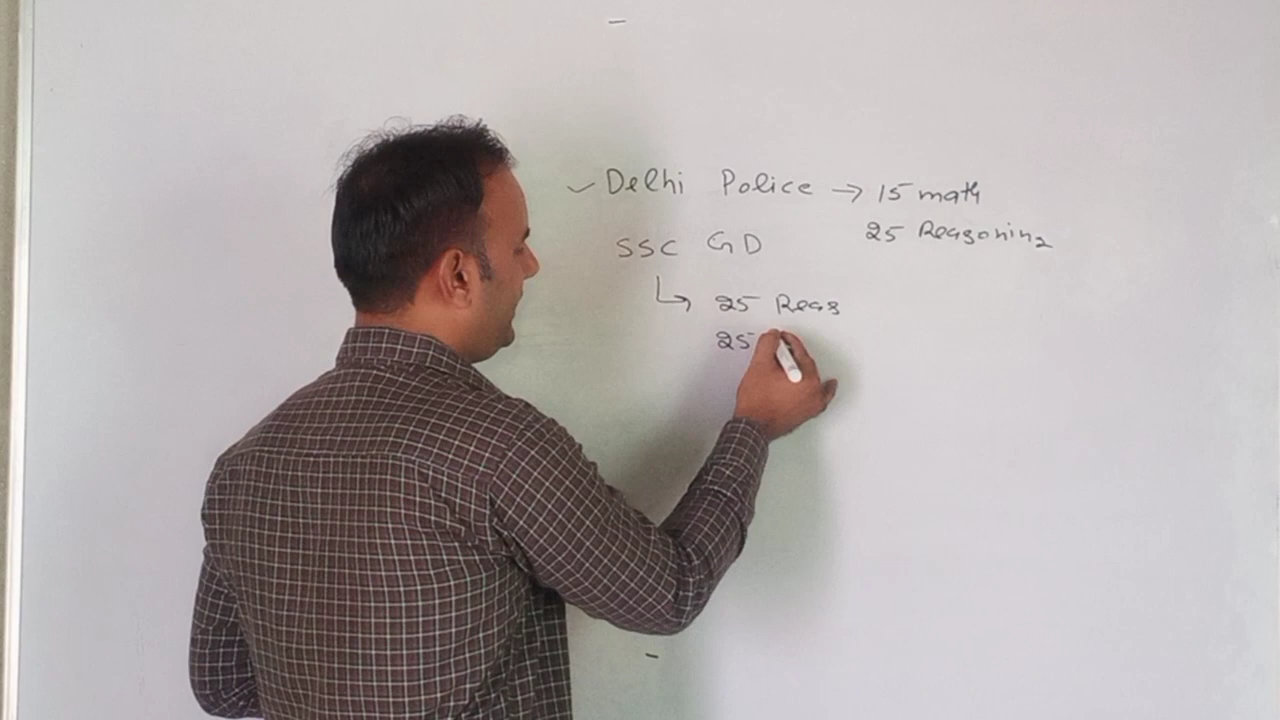 ✓ Delhi Police → 15 math
25 Reasoning
SSC GD
↳ 25 Reas
25